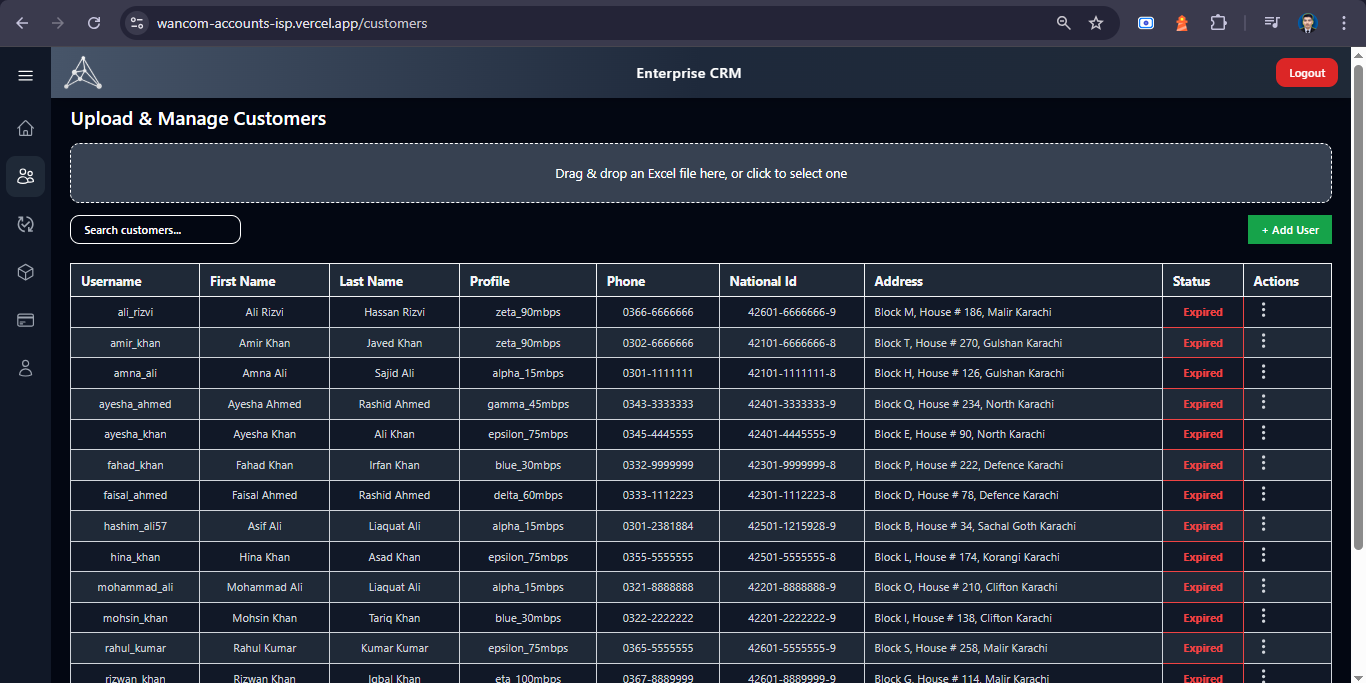 wancom-accounts-isp.vercel.app/customers
Enterprise CRM
Logout
Upload & Manage Customers
Drag & drop an Excel file here, or click to select one
Search customers...
+ Add User
Username First Name Last Name Profile Phone National Id Address Status Actions
ali_rizvi Ali Rizvi Hassan Rizvi zeta_90mbps 0366-6666666 42601-6666666-9 Block M, House # 186, Malir Karachi Expired
amir_khan Amir Khan Javed Khan zeta_90mbps 0302-6666666 42101-6666666-8 Block T, House # 270, Gulshan Karachi Expired
amna_ali Amna Ali Sajid Ali alpha_15mbps 0301-1111111 42101-1111111-8 Block H, House # 126, Gulshan Karachi Expired
ayesha_ahmed Ayesha Ahmed Rashid Ahmed gamma_45mbps 0343-3333333 42401-3333333-9 Block Q, House # 234, North Karachi Expired
ayesha_khan Ayesha Khan Ali Khan epsilon_75mbps 0345-4445555 42401-4445555-9 Block E, House # 90, North Karachi Expired
fahad_khan Fahad Khan Irfan Khan blue_30mbps 0332-9999999 42301-9999999-8 Block P, House # 222, Defence Karachi Expired
faisal_ahmed Faisal Ahmed Rashid Ahmed delta_60mbps 0333-1112223 42301-1112223-8 Block D, House # 78, Defence Karachi Expired
hashim_ali57 Asif Ali Liaquat Ali alpha_15mbps 0301-2381884 42501-1215928-9 Block B, House # 34, Sachal Goth Karachi Expired
hina_khan Hina Khan Asad Khan epsilon_75mbps 0355-5555555 42501-5555555-8 Block L, House # 174, Korangi Karachi Expired
mohammad_ali Mohammad Ali Liaquat Ali alpha_15mbps 0321-8888888 42201-8888888-9 Block O, House # 210, Clifton Karachi Expired
mohsin_khan Mohsin Khan Tariq Khan blue_30mbps 0322-2222222 42201-2222222-9 Block I, House # 138, Clifton Karachi Expired
rahul_kumar Rahul Kumar Kumar Kumar epsilon_75mbps 0365-5555555 42601-5555555-9 Block S, House # 258, Malir Karachi Expired
rizwan_khan Rizwan Khan Iqbal Khan eta_100mbps 0367-8889999 42601-8889999-9 Block G, House # 114, Malir Karachi Expired